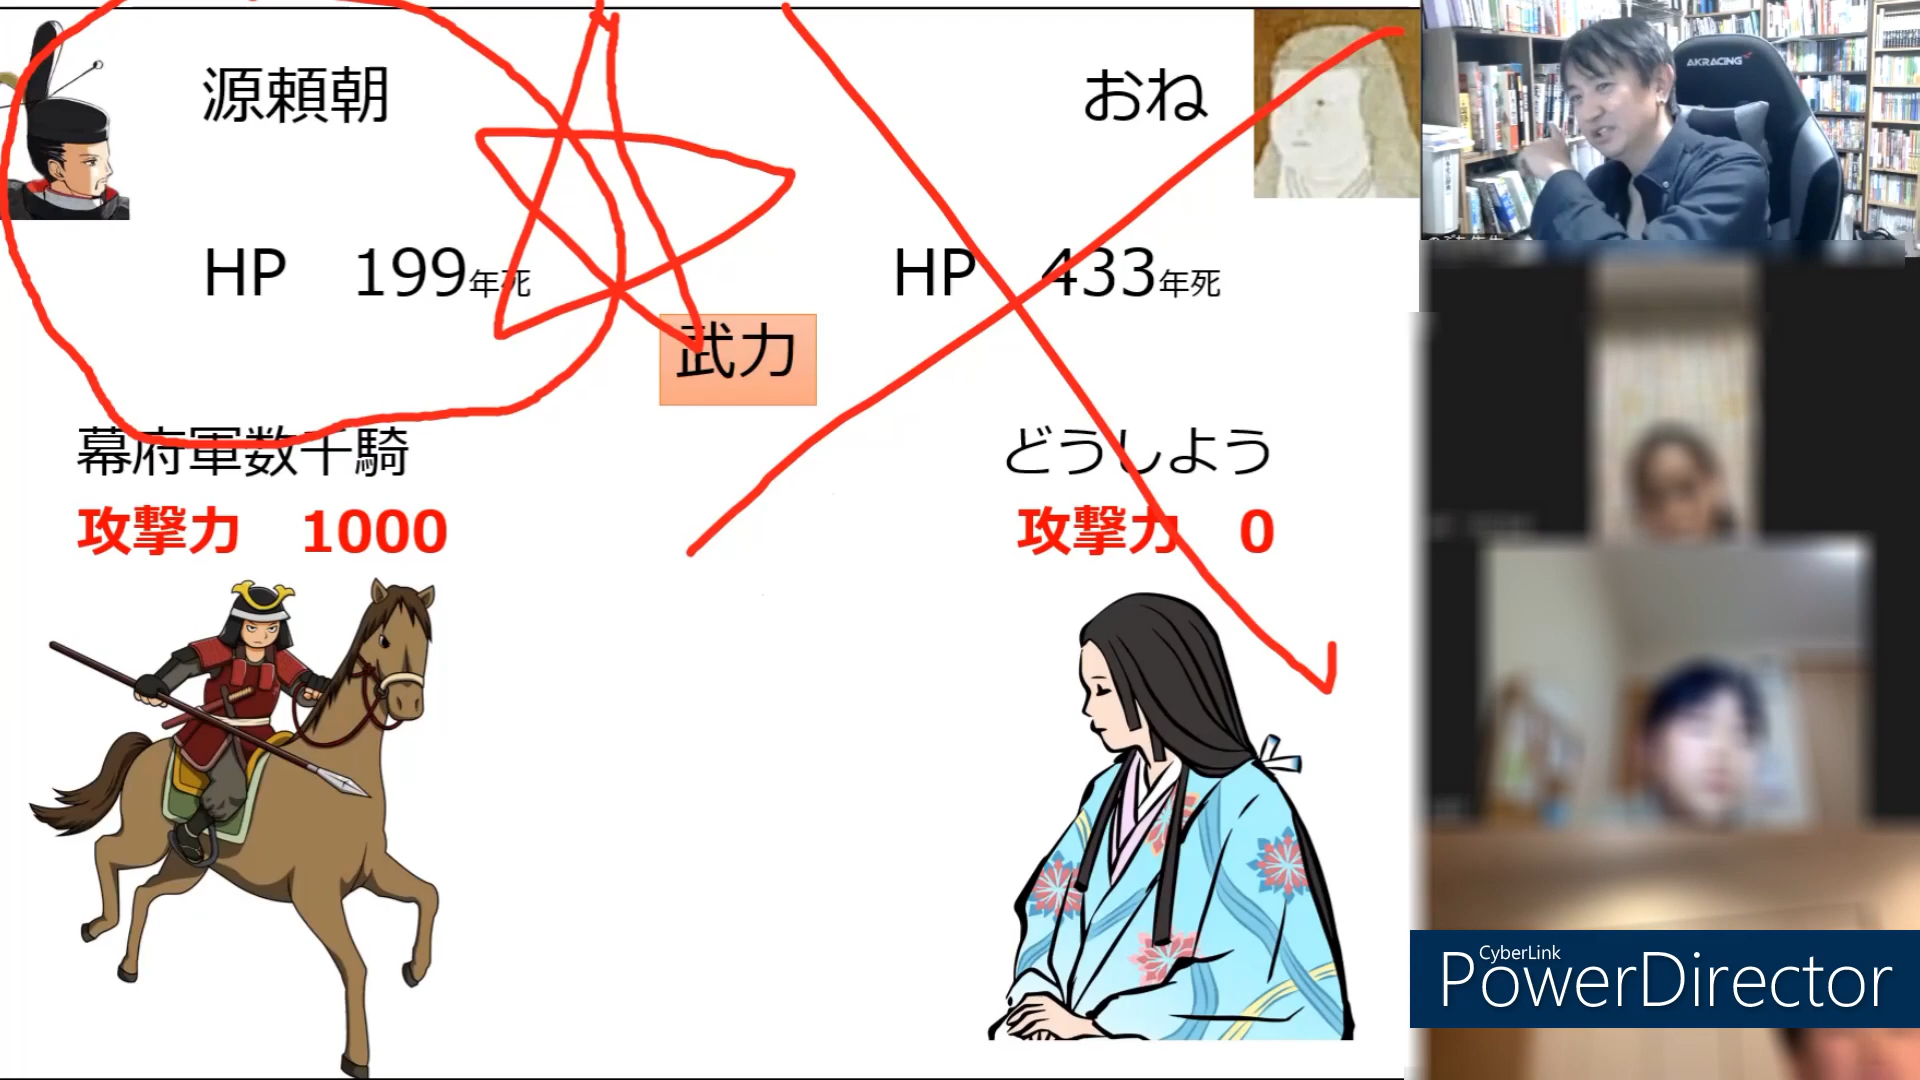 源頼朝
おね
HP 199年死
HP 433年死
武力
幕府軍数千騎
どうしよう
攻撃力 1000
攻撃力 0
AKRACING
CyberLink
PowerDirector